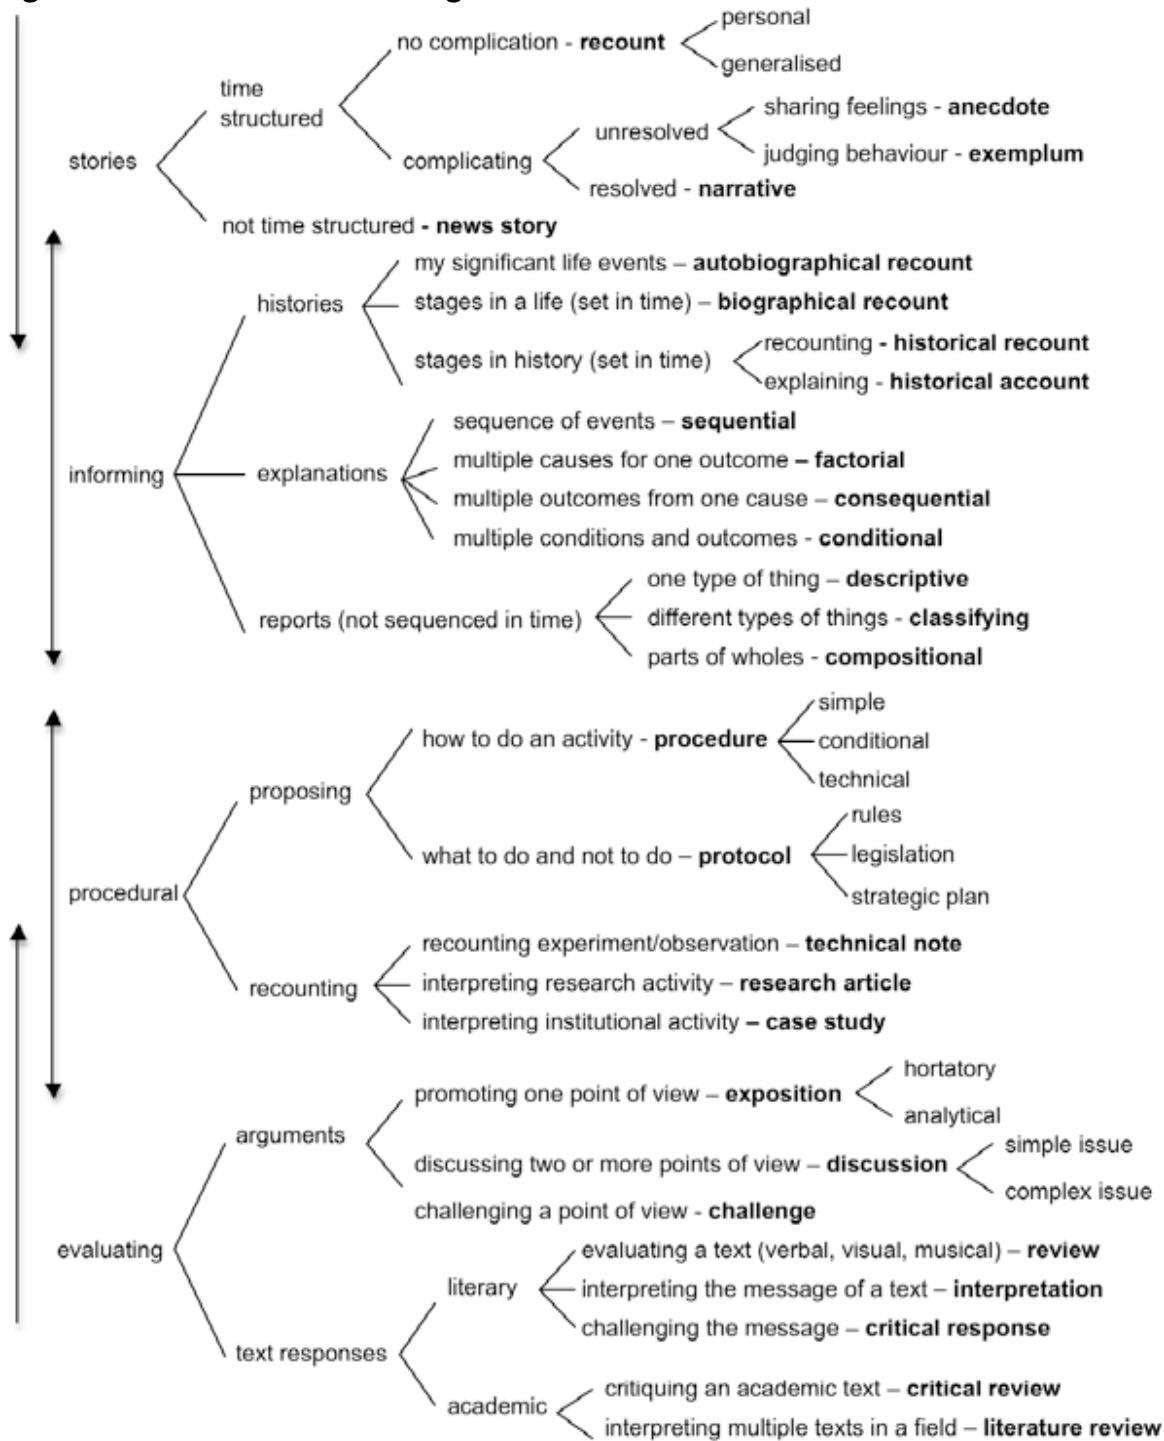 personal
no complication - recount
generalised
time
structured
sharing feelings - anecdote
unresolved
judging behaviour - exemplum
stories
complicating
resolved - narrative
not time structured - news story
my significant life events – autobiographical recount
histories
stages in a life (set in time) – biographical recount
recounting - historical recount
stages in history (set in time)
explaining - historical account
sequence of events – sequential
multiple causes for one outcome – factorial
informing
explanations
multiple outcomes from one cause – consequential
multiple conditions and outcomes - conditional
one type of thing – descriptive
reports (not sequenced in time)
different types of things - classifying
parts of wholes - compositional
simple
how to do an activity - procedure
conditional
technical
proposing
rules
what to do and not to do – protocol
legislation
strategic plan
procedural
recounting experiment/observation – technical note
recounting
interpreting research activity – research article
interpreting institutional activity – case study
hortatory
promoting one point of view – exposition
analytical
arguments
simple issue
discussing two or more points of view – discussion
complex issue
challenging a point of view - challenge
evaluating
evaluating a text (verbal, visual, musical) – review
literary
interpreting the message of a text – interpretation
challenging the message – critical response
text responses
critiquing an academic text – critical review
academic
interpreting multiple texts in a field – literature review